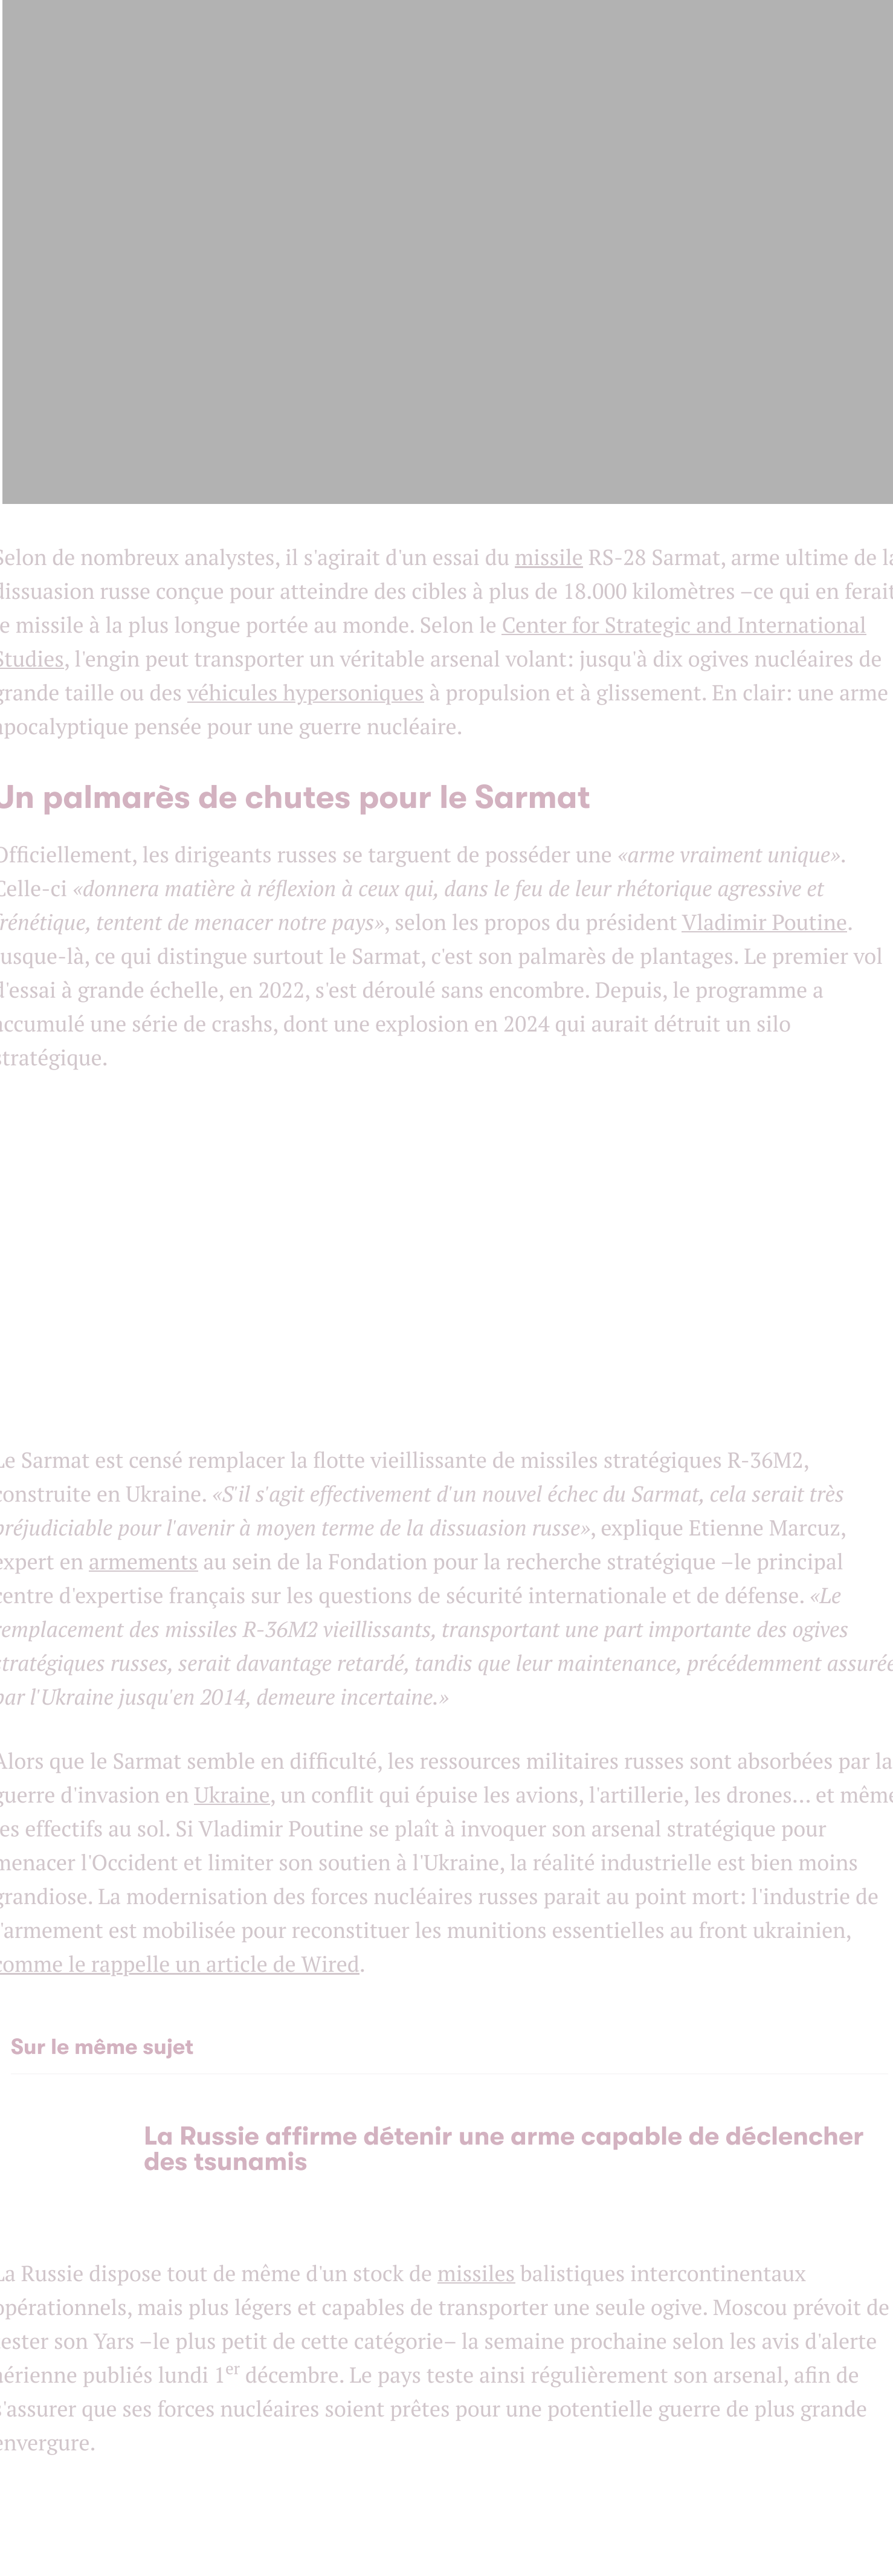 Selon de nombreux analystes, il s'agirait d'un essai du missile RS-28 Sarmat, arme ultime de la
dissuasion russe conçue pour atteindre des cibles à plus de 18.000 kilomètres –ce qui en ferait
le missile à la plus longue portée au monde. Selon le Center for Strategic and International
Studies, l'engin peut transporter un véritable arsenal volant: jusqu'à dix ogives nucléaires de
grande taille ou des véhicules hypersoniques à propulsion et à glissement. En clair: une arme
apocalyptique pensée pour une guerre nucléaire.
Un palmarès de chutes pour le Sarmat
Officiellement, les dirigeants russes se targuent de posséder une «arme vraiment unique».
Celle-ci «donnera matière à réflexion à ceux qui, dans le feu de leur rhétorique agressive et
frénétique, tentent de menacer notre pays», selon les propos du président Vladimir Poutine.
Jusque-là, ce qui distingue surtout le Sarmat, c'est son palmarès de plantages. Le premier vol
d'essai à grande échelle, en 2022, s'est déroulé sans encombre. Depuis, le programme a
accumulé une série de crashs, dont une explosion en 2024 qui aurait détruit un silo
stratégique.
Le Sarmat est censé remplacer la flotte vieillissante de missiles stratégiques R-36M2,
construite en Ukraine. «S'il s'agit effectivement d'un nouvel échec du Sarmat, cela serait très
préjudiciable pour l'avenir à moyen terme de la dissuasion russe», explique Etienne Marcuz,
expert en armements au sein de la Fondation pour la recherche stratégique –le principal
centre d'expertise français sur les questions de sécurité internationale et de défense. «Le
remplacement des missiles R-36M2 vieillissants, transportant une part importante des ogives
stratégiques russes, serait davantage retardé, tandis que leur maintenance, précédemment assurée
par l'Ukraine jusqu'en 2014, demeure incertaine.»
Alors que le Sarmat semble en difficulté, les ressources militaires russes sont absorbées par la
guerre d'invasion en Ukraine, un conflit qui épuise les avions, l'artillerie, les drones… et même
les effectifs au sol. Si Vladimir Poutine se plaît à invoquer son arsenal stratégique pour
menacer l'Occident et limiter son soutien à l'Ukraine, la réalité industrielle est bien moins
grandiose. La modernisation des forces nucléaires russes parait au point mort: l'industrie de
l'armement est mobilisée pour reconstituer les munitions essentielles au front ukrainien,
comme le rappelle un article de Wired.
Sur le même sujet
La Russie affirme détenir une arme capable de déclencher
des tsunamis
La Russie dispose tout de même d'un stock de missiles balistiques intercontinentaux
opérationnels, mais plus légers et capables de transporter une seule ogive. Moscou prévoit de
tester son Yars –le plus petit de cette catégorie– la semaine prochaine selon les avis d'alerte
aérienne publiés lundi 1er décembre. Le pays teste ainsi régulièrement son arsenal, afin de
s'assurer que ses forces nucléaires soient prêtes pour une potentielle guerre de plus grande
envergure.